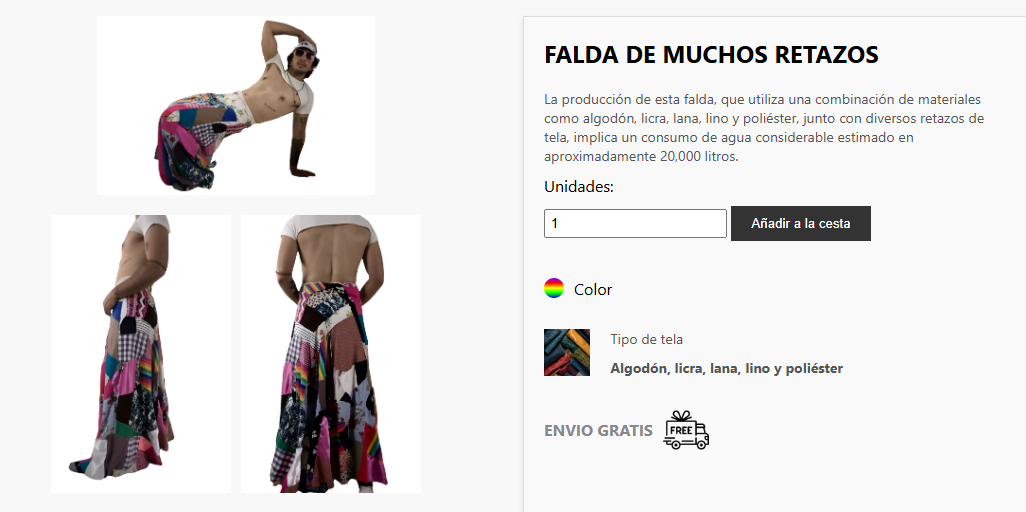 FALDA DE MUCHOS RETAZOS
La producción de esta falda, que utiliza una combinación de materiales
como algodón, licra, lana, lino y poliéster, junto con diversos retazos de
tela, implica un consumo de agua considerable estimado en
aproximadamente 20,000 litros.
Unidades:
1
Añadir a la cesta
Color
Tipo de tela
Algodón, licra, lana, lino y poliéster
ENVIO GRATIS
FREE